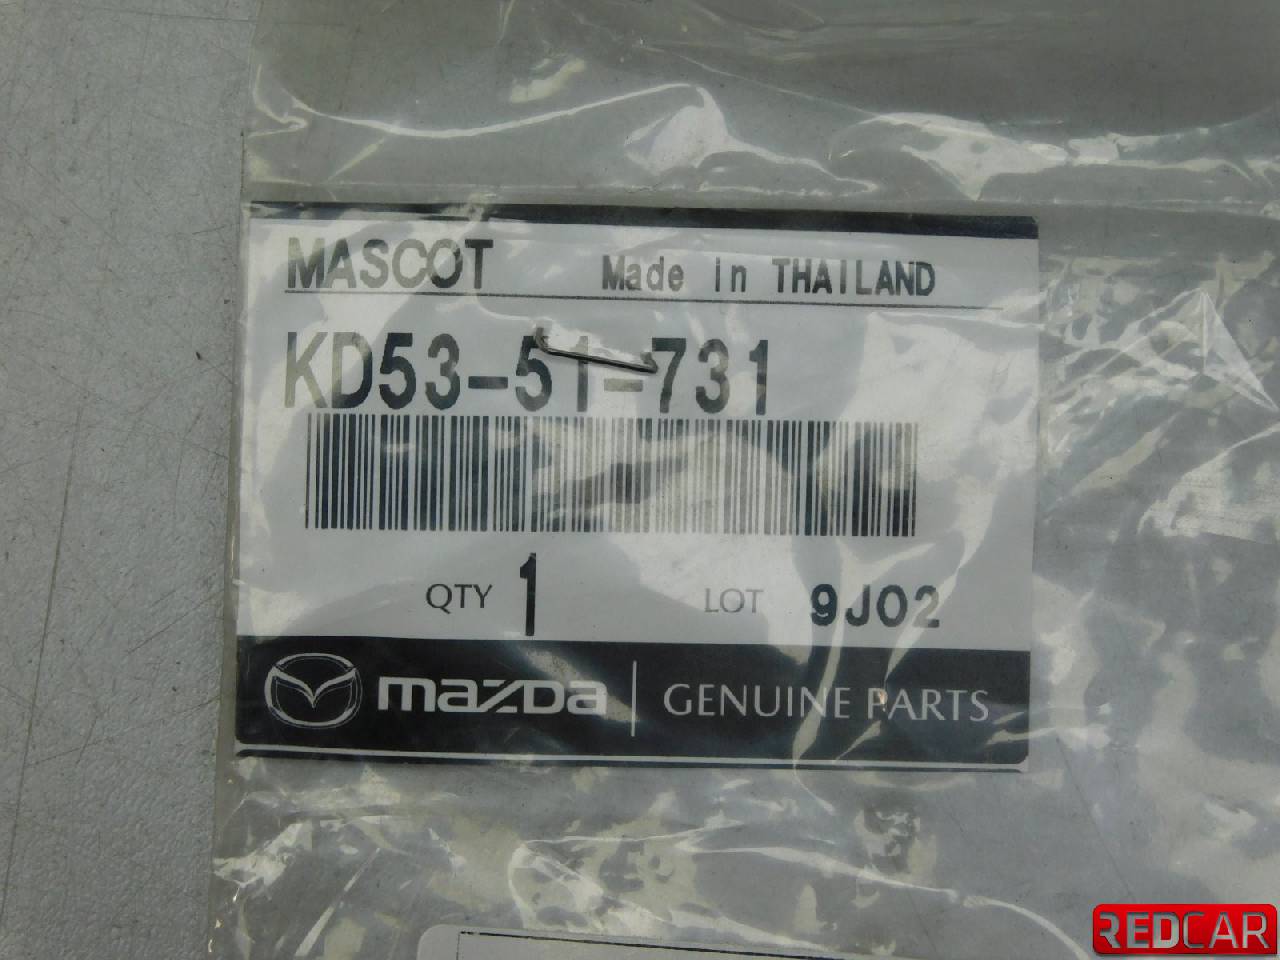 MASCOT Made in THAILAND
KD53-51-731
QTY 1 LOT 9J02
mazda GENUINE PARTS
REDCAR